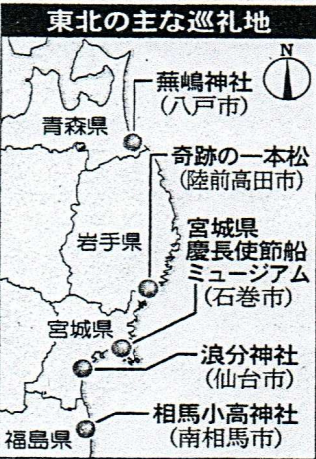 東北の主な巡礼地
N
蕪嶋神社
(八戸市)
青森県
奇跡の一本松
(陸前高田市)
岩手県
宮城県
慶長使節船
ミュージアム
(石巻市)
宮城県
浪分神社
(仙台市)
相馬小高神社
(南相馬市)
福島県